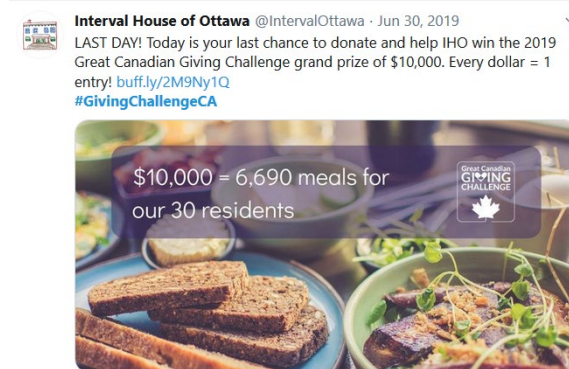 Interval House of Ottawa @IntervalOttawa · Jun 30, 2019
LAST DAY! Today is your last chance to donate and help IHO win the 2019
Great Canadian Giving Challenge grand prize of $10,000. Every dollar = 1
entry! buff.ly/2M9Ny1Q
#GivingChallengeCA
$10,000 = 6,690 meals for
our 30 residents
Great Canadian
GIVING
CHALLENGE